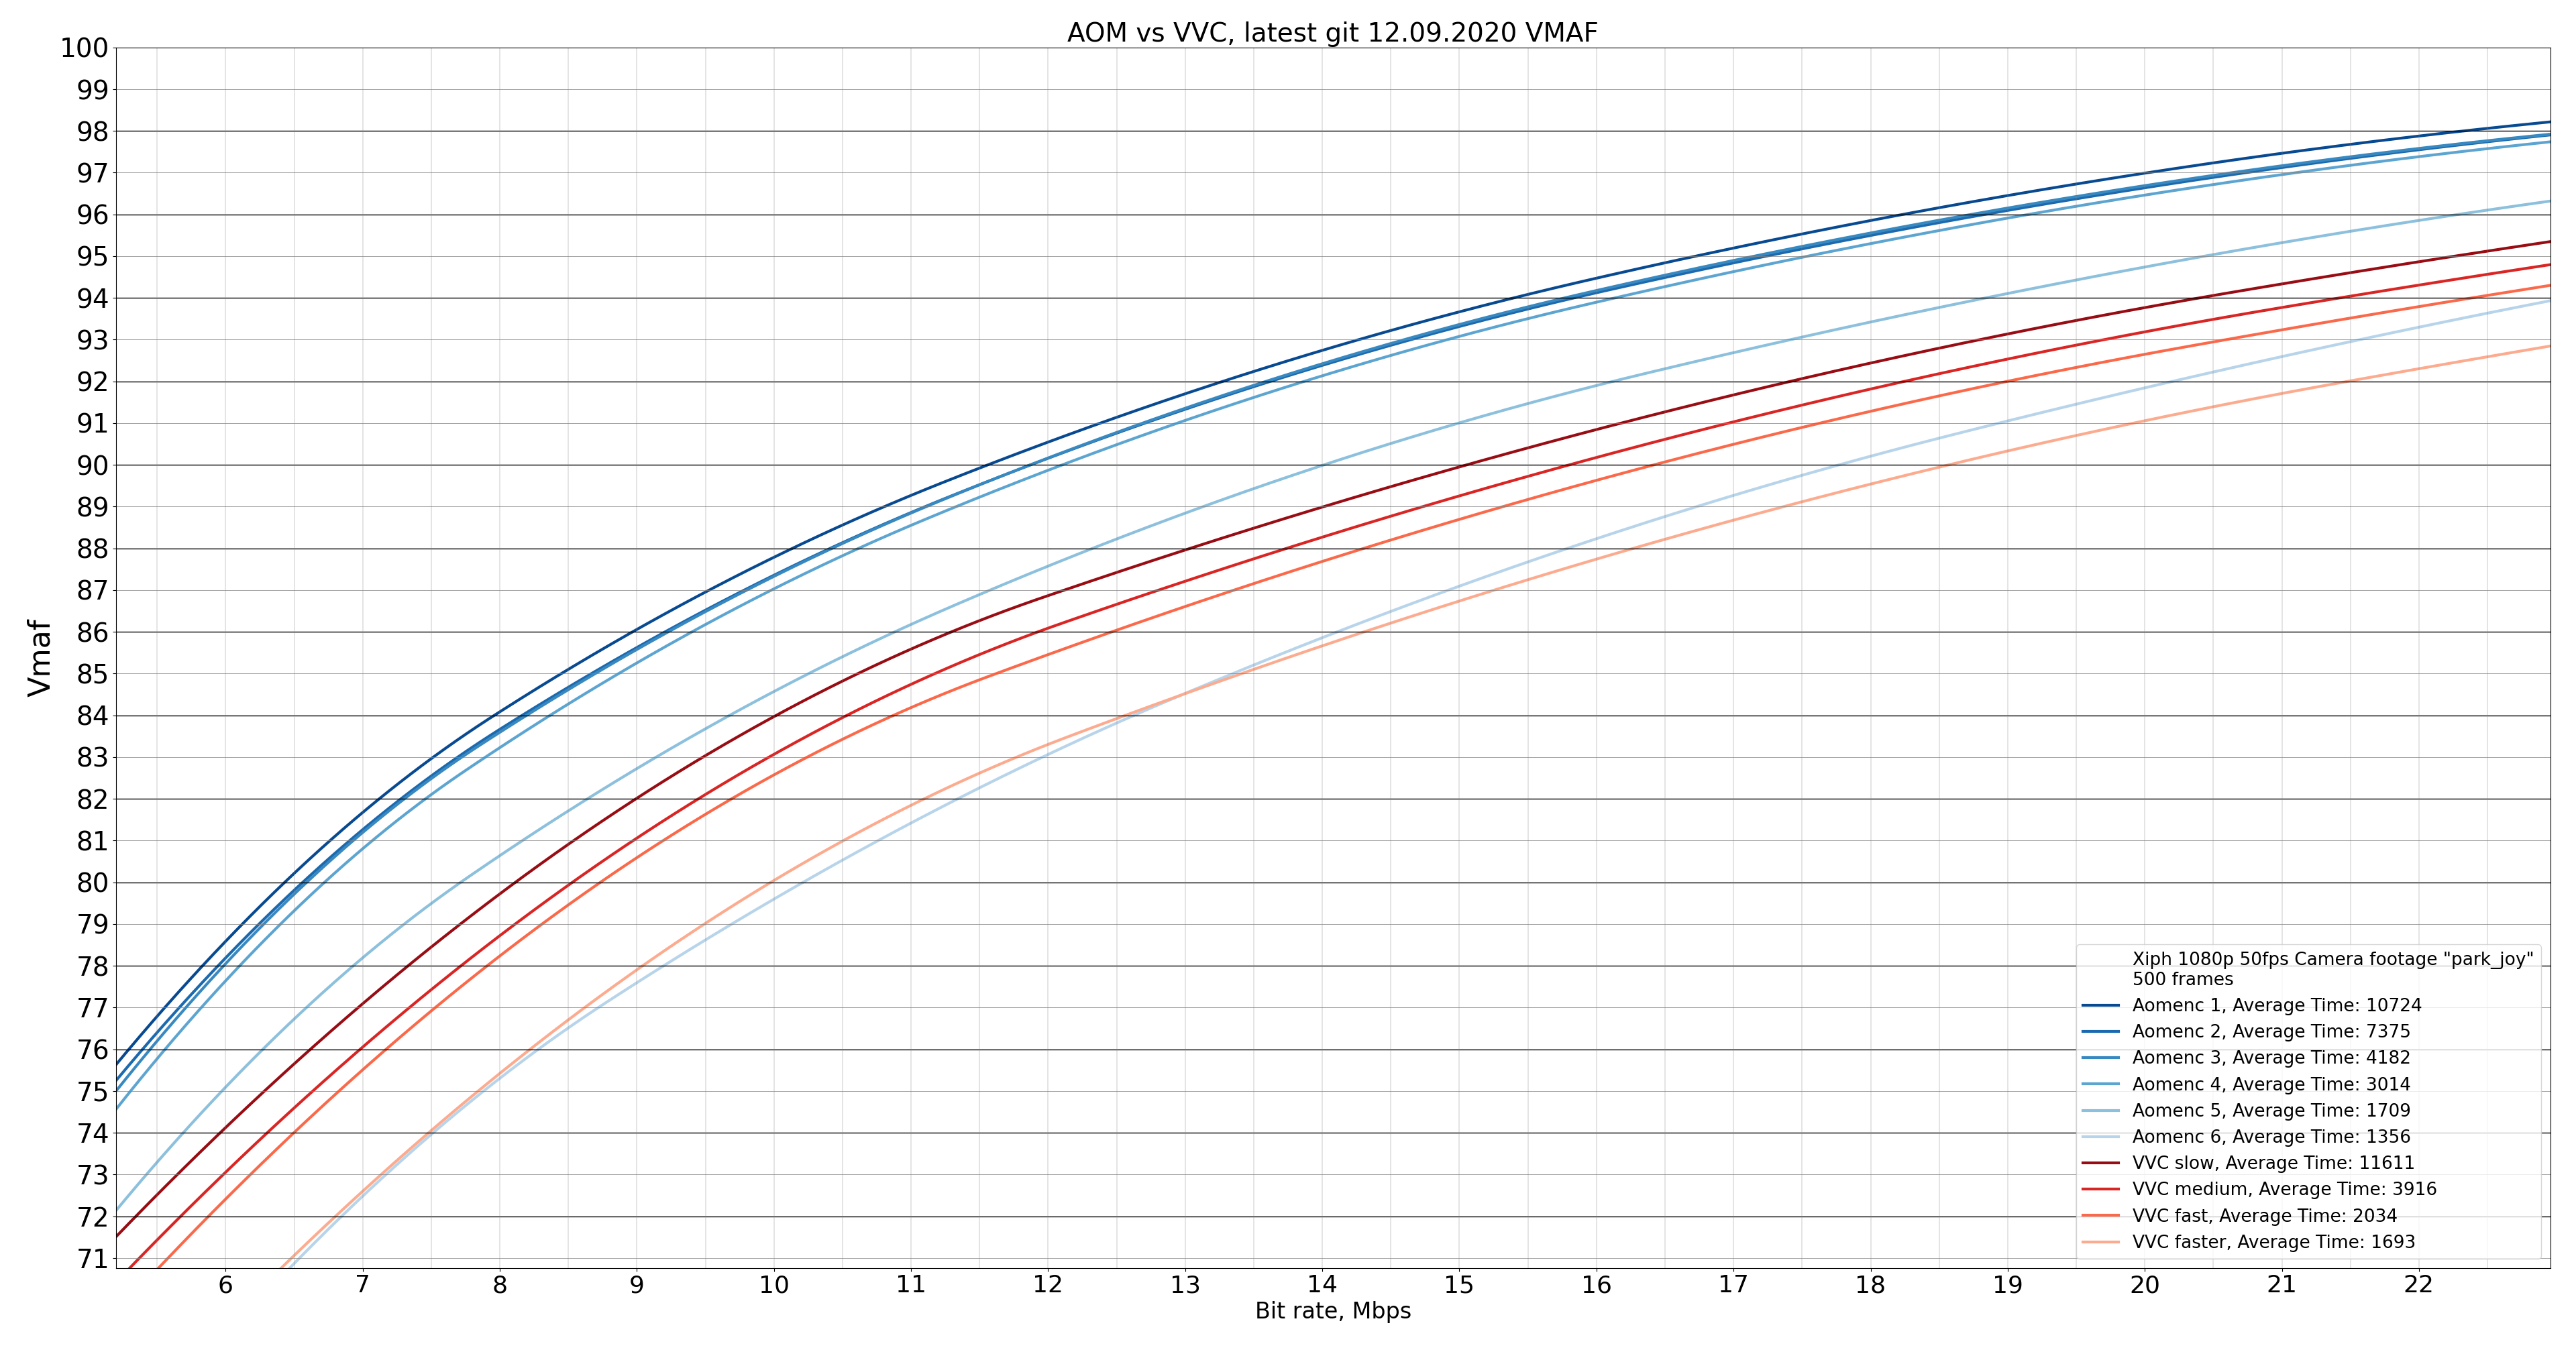 AOM vs VVC, latest git 12.09.2020 VMAF
100
99
98
97
96
95
94
93
92
91
90
89
88
87
86
85
84
83
82
81
80
79
78
77
76
75
74
73
72
71
Vmaf
Xiph 1080p 50fps Camera footage "park_joy"
500 frames
Aomenc 1, Average Time: 10724
Aomenc 2, Average Time: 7375
Aomenc 3, Average Time: 4182
Aomenc 4, Average Time: 3014
Aomenc 5, Average Time: 1709
Aomenc 6, Average Time: 1356
VVC slow, Average Time: 11611
VVC medium, Average Time: 3916
VVC fast, Average Time: 2034
VVC faster, Average Time: 1693
6 7 8 9 10 11 12 13 14 15 16 17 18 19 20 21 22
Bit rate, Mbps